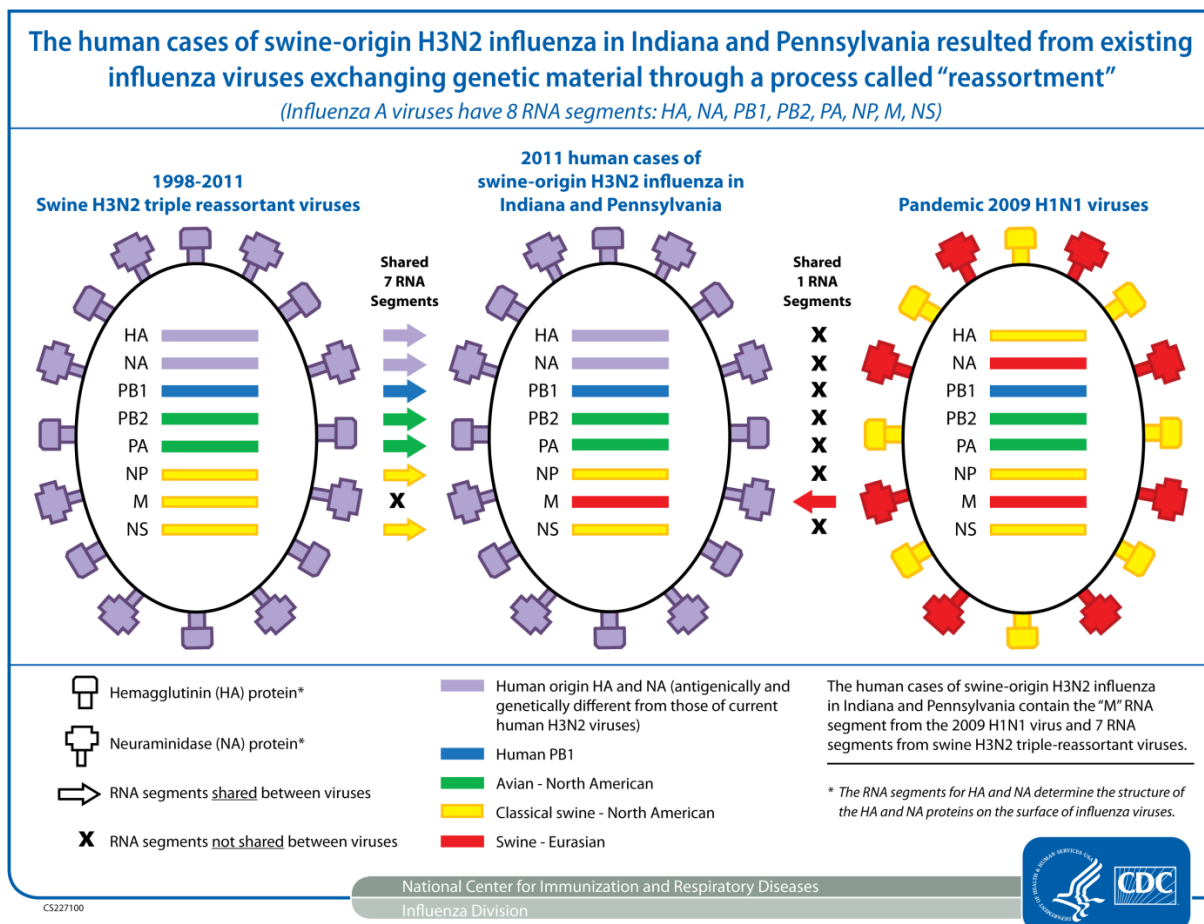 The human cases of swine-origin H3N2 influenza in Indiana and Pennsylvania resulted from existing
influenza viruses exchanging genetic material through a process called “reassortment”
(Influenza A viruses have 8 RNA segments: HA, NA, PB1, PB2, PA, NP, M, NS)
1998-2011
Swine H3N2 triple reassortant viruses
2011 human cases of
swine-origin H3N2 influenza in
Indiana and Pennsylvania
Pandemic 2009 H1N1 viruses
Shared
7 RNA
Segments
Shared
1 RNA
Segments
HA
NA
PB1
PB2
PA
NP
M
NS
X
HA
NA
PB1
PB2
PA
NP
M
NS
X
X
X
X
X
X
X
HA
NA
PB1
PB2
PA
NP
M
NS
Hemagglutinin (HA) protein*
Neuraminidase (NA) protein*
RNA segments shared between viruses
X RNA segments not shared between viruses
Human origin HA and NA (antigenically and
genetically different from those of current
human H3N2 viruses)
Human PB1
Avian - North American
Classical swine - North American
Swine - Eurasian
The human cases of swine-origin H3N2 influenza
in Indiana and Pennsylvania contain the “M” RNA
segment from the 2009 H1N1 virus and 7 RNA
segments from swine H3N2 triple-reassortant viruses.
* The RNA segments for HA and NA determine the structure of
the HA and NA proteins on the surface of influenza viruses.
National Center for Immunization and Respiratory Diseases
Influenza Division
CS227100
DEPARTMENT OF HEALTH & HUMAN SERVICES • USA
CDC